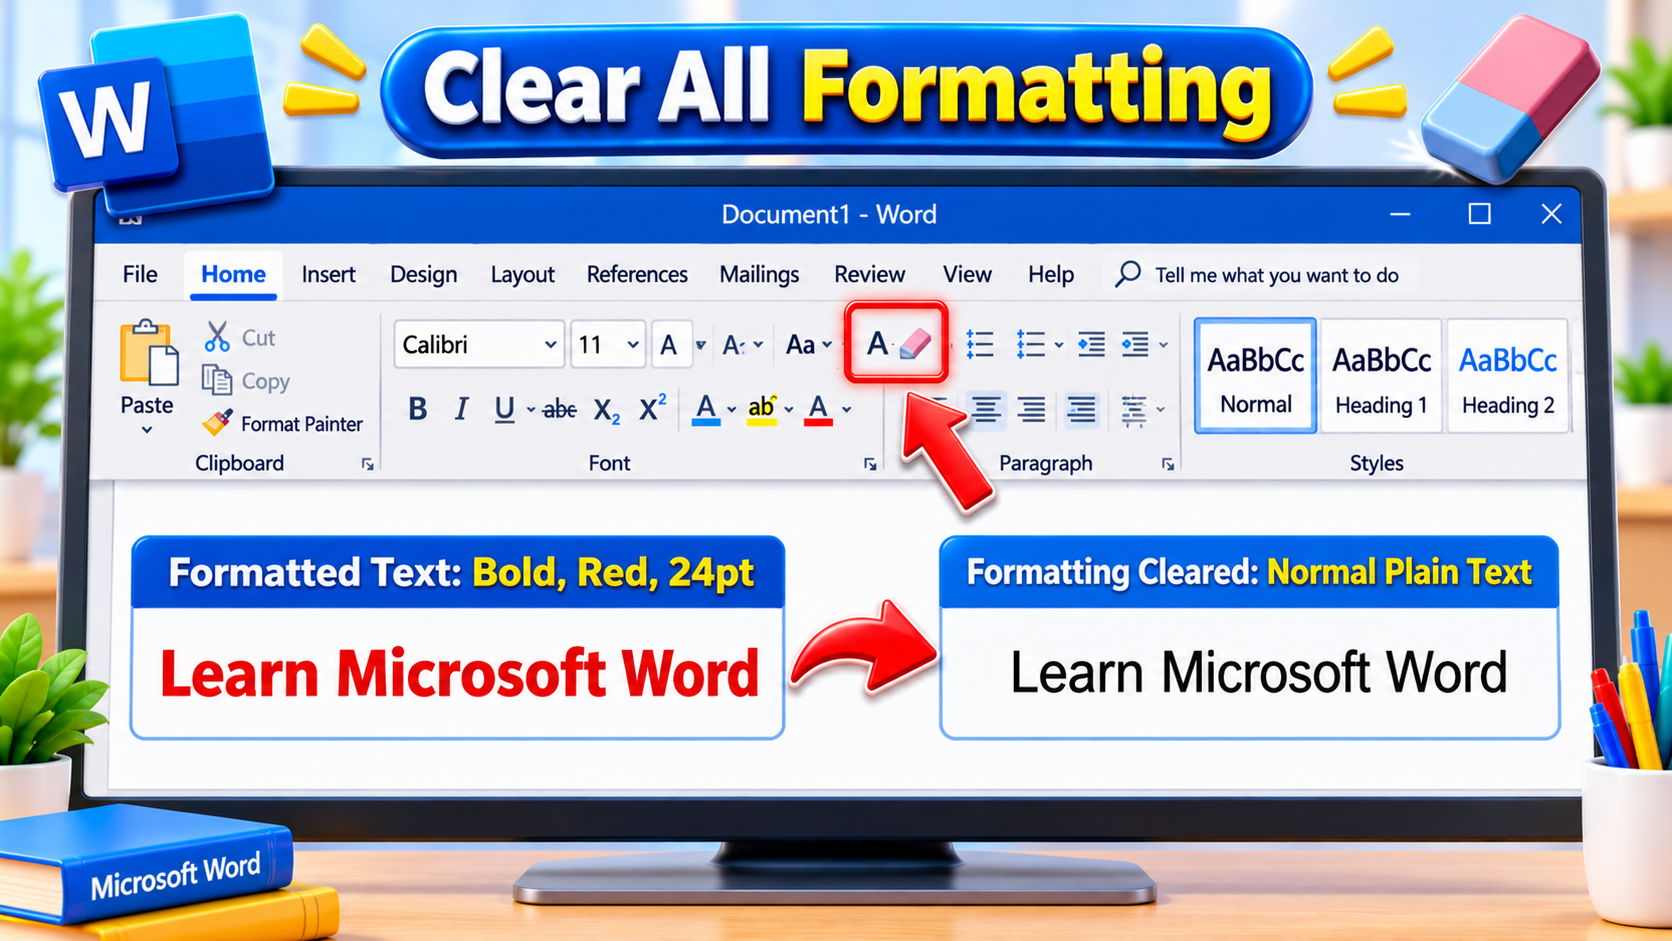 Clear All Formatting
W
Document1 - Word
File Home Insert Design Layout References Mailings Review View Help Tell me what you want to do
Paste
Cut
Copy
Format Painter
Clipboard
Calibri 11 A A Aa A
B I U abc X2 X2 A ab A
Font
Paragraph
AaBbCc AaBbCc AaBbCc
Normal Heading 1 Heading 2
Styles
Formatted Text: Bold, Red, 24pt
Learn Microsoft Word
Formatting Cleared: Normal Plain Text
Learn Microsoft Word
Microsoft Word